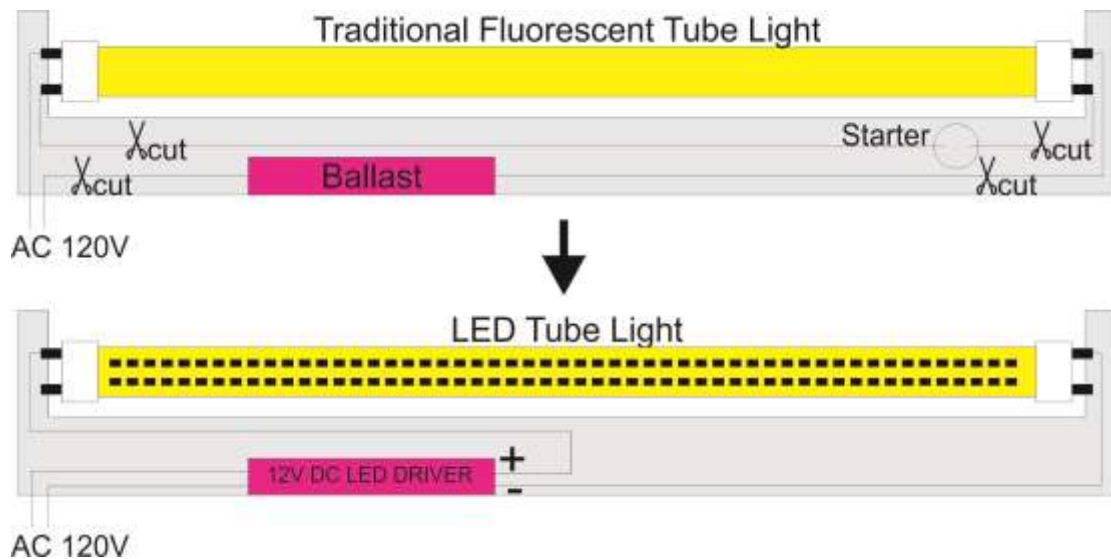 Traditional Fluorescent Tube Light
Starter
cut
cut
cut
cut
Ballast
AC 120V
LED Tube Light
12V DC LED DRIVER
+
-
AC 120V